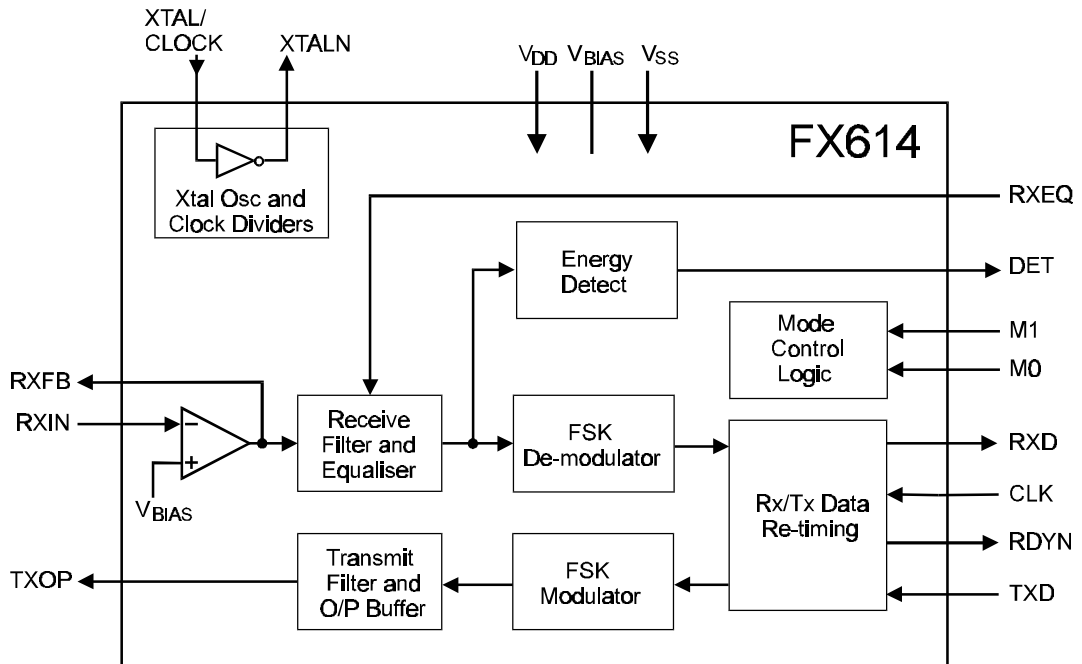 XTAL/
CLOCK
XTALN
VDD
VBIAS
VSS
FX614
Xtal Osc and
Clock Dividers
RXEQ
Energy
Detect
DET
Mode
Control
Logic
M1
M0
RXFB
RXIN
−
+
VBIAS
Receive
Filter and
Equaliser
FSK
De-modulator
Rx/Tx Data
Re-timing
RXD
CLK
RDYN
TXD
TXOP
Transmit
Filter and
O/P Buffer
FSK
Modulator